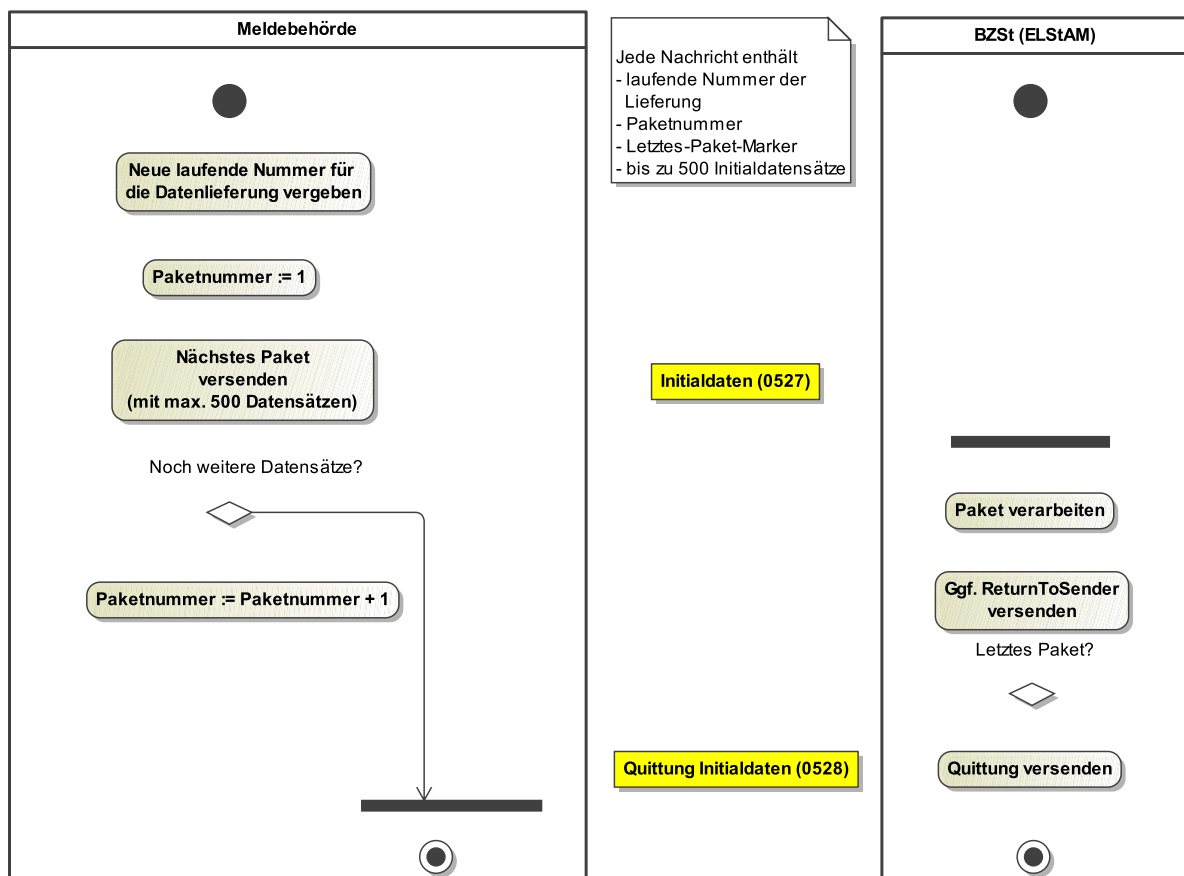 Meldebehörde
Neue laufende Nummer für
die Datenlieferung vergeben
Paketnummer := 1
Nächstes Paket
versenden
(mit max. 500 Datensätzen)
Noch weitere Datensätze?
Paketnummer := Paketnummer + 1
Jede Nachricht enthält
- laufende Nummer der
Lieferung
- Paketnummer
- Letztes-Paket-Marker
- bis zu 500 Initialdatensätze
Initialdaten (0527)
Quittung Initialdaten (0528)
BZSt (ELStAM)
Paket verarbeiten
Ggf. ReturnToSender
versenden
Letztes Paket?
Quittung versenden